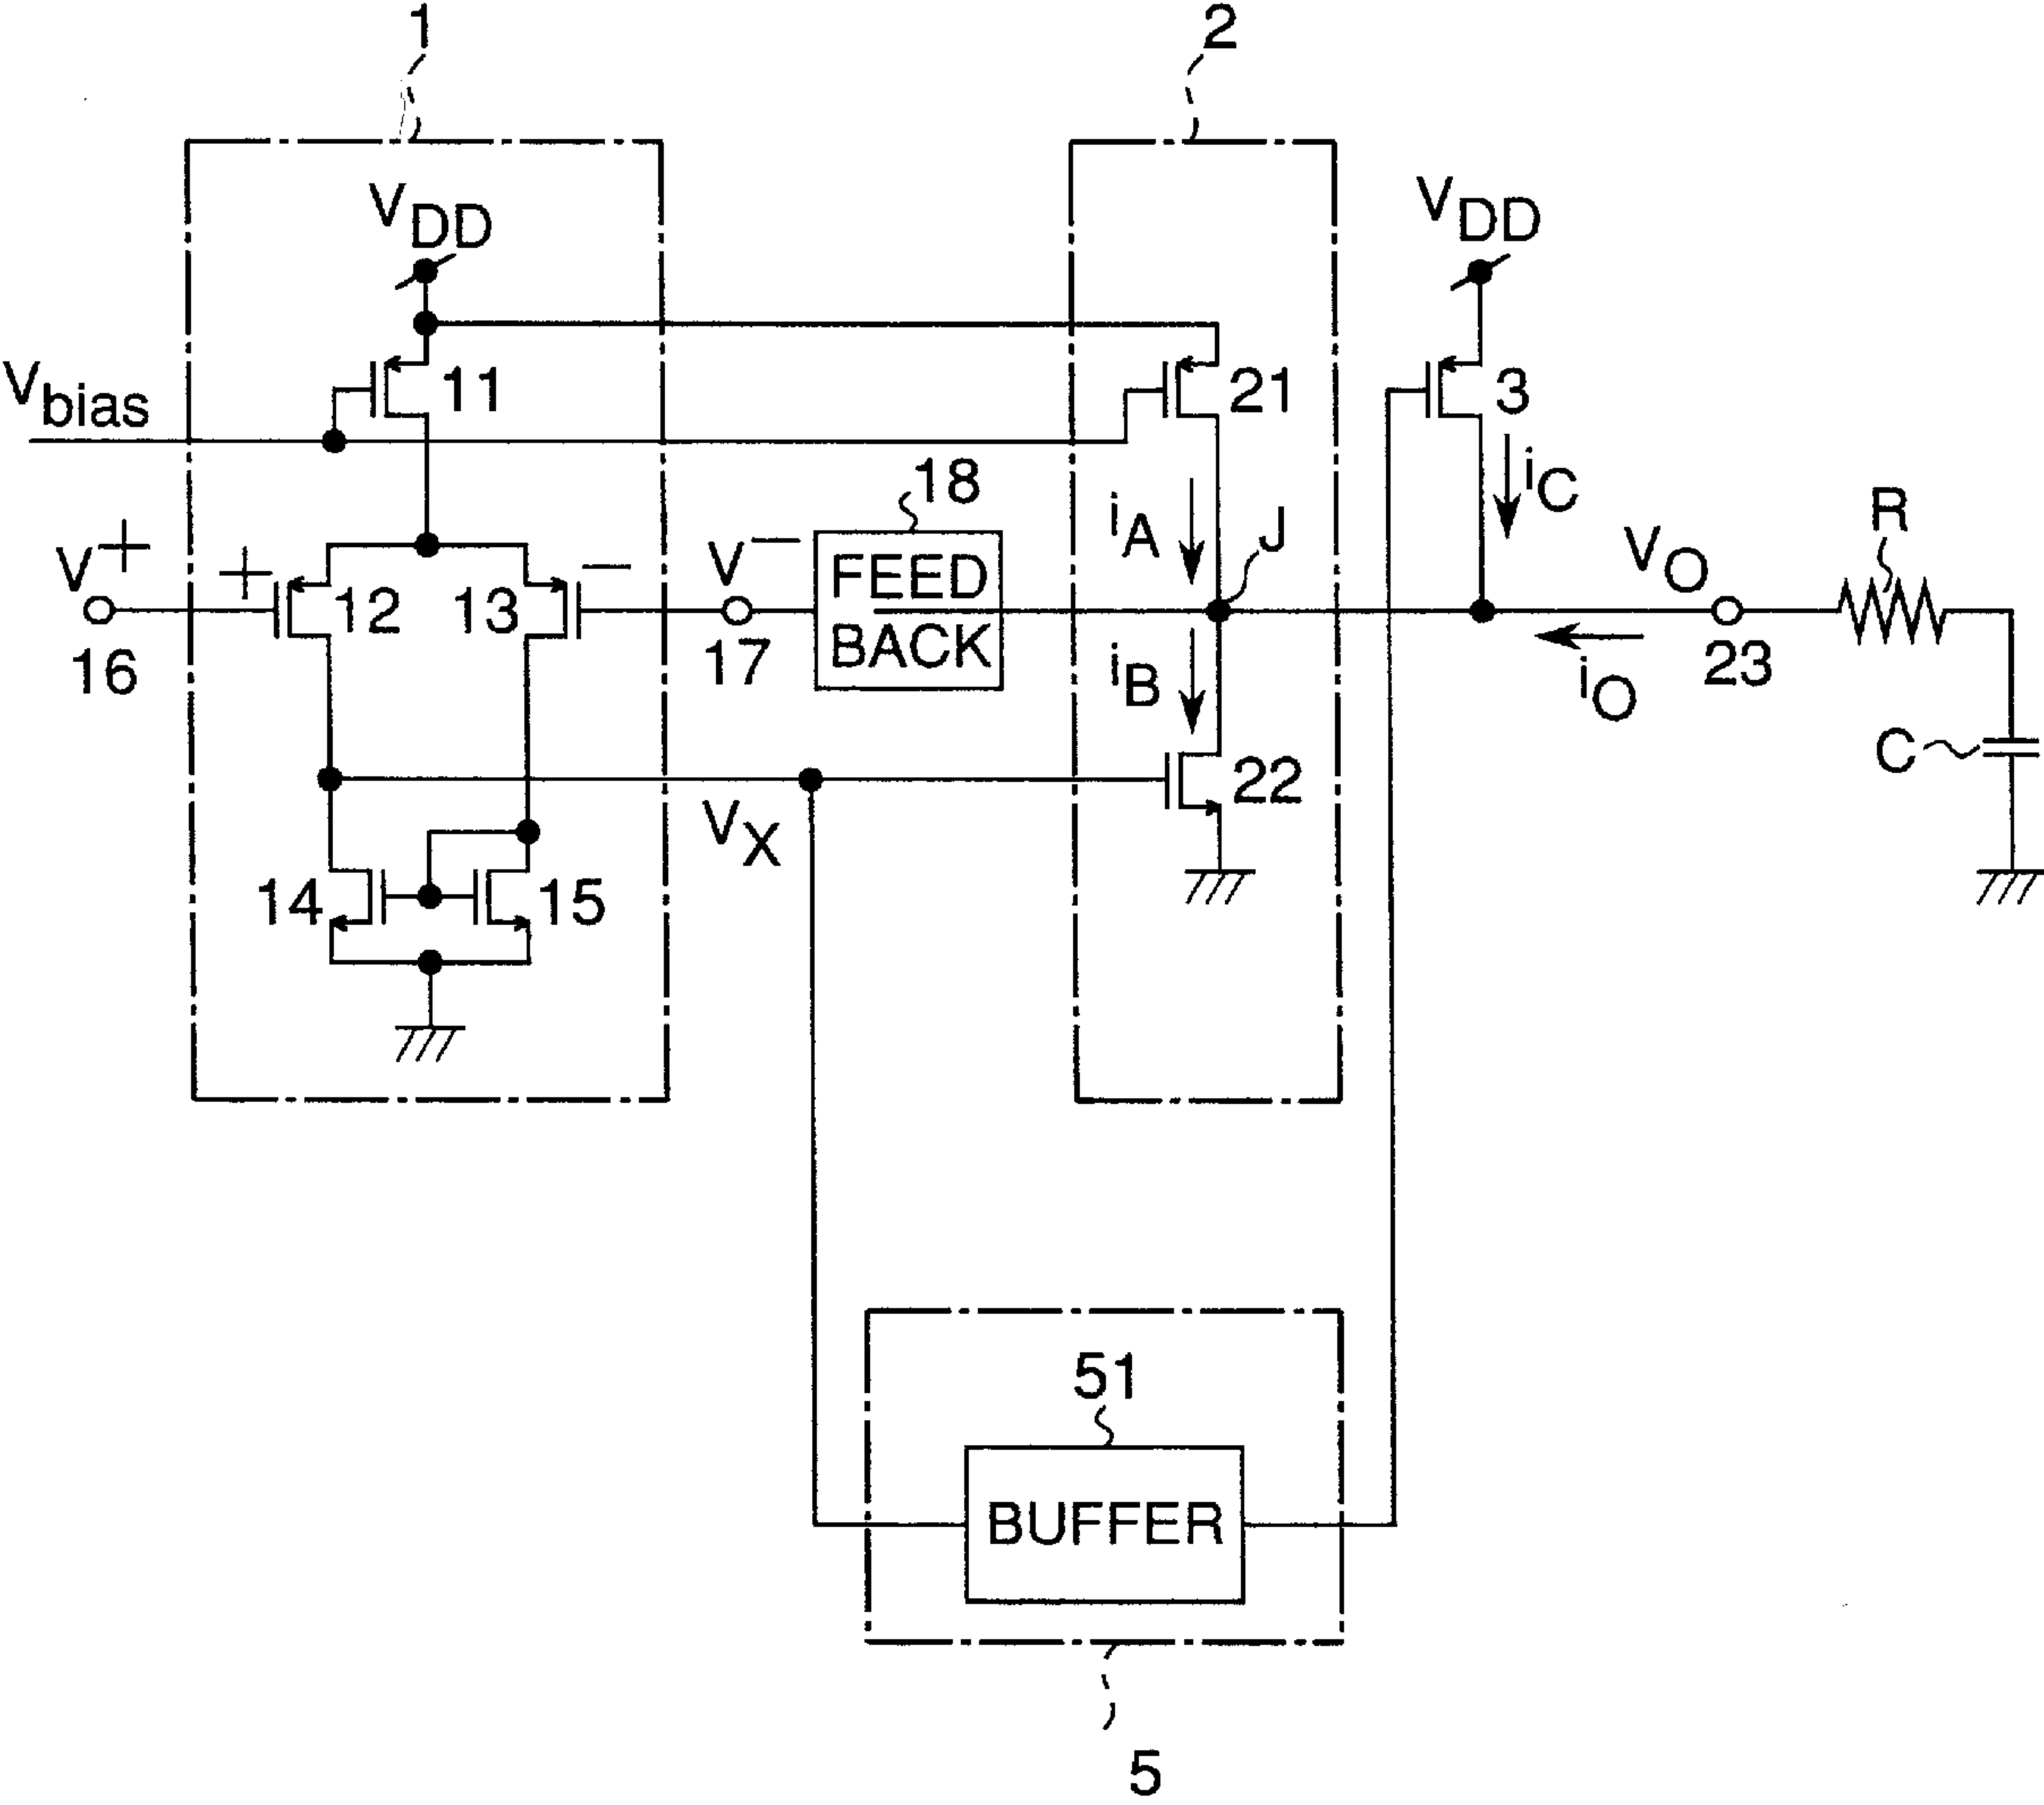 1
2
VDD
VDD
11
21
3
Vbias
18
iA
J
iC
R
V+
+
12
13
−
V−
FEED
BACK
VO
16
17
iB
iO
23
C
22
VX
14
15
51
BUFFER
5